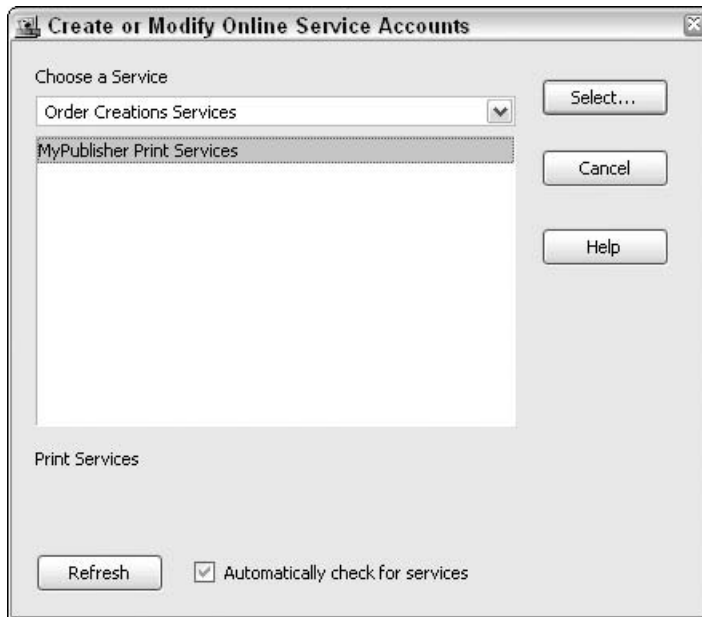 Create or Modify Online Service Accounts
Choose a Service
Order Creations Services
Select...
MyPublisher Print Services
Cancel
Help
Print Services
Refresh
Automatically check for services